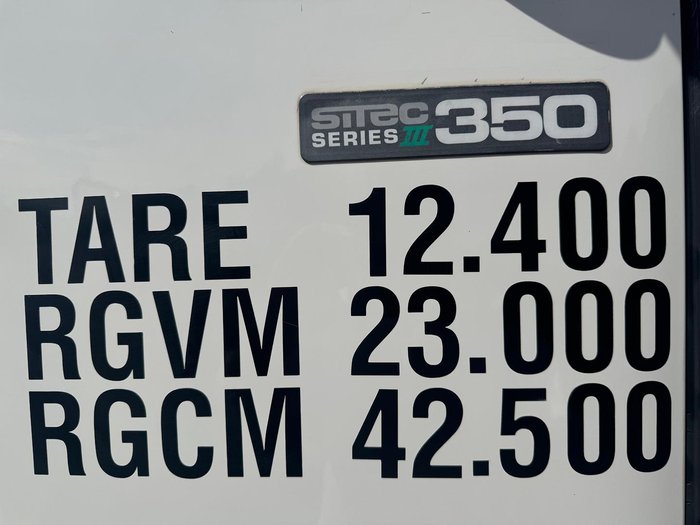 SiTEC 350
SERIES III
TARE 12.400
RGVM 23.000
RGCM 42.500